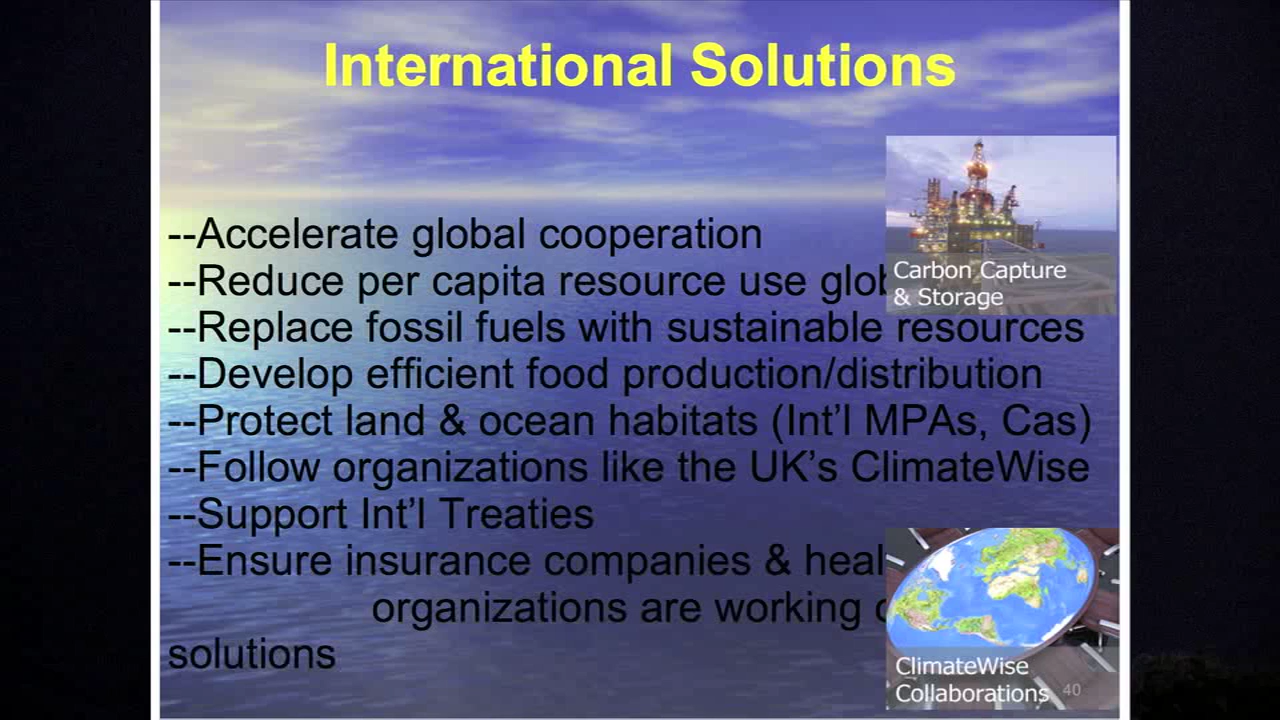 International Solutions
--Accelerate global cooperation
--Reduce per capita resource use
Carbon Capture
& Storage
--Replace fossil fuels with sustainable resources
--Develop efficient food production/distribution
--Protect land & ocean habitats (Int’l MPAs, Cas)
--Follow organizations like the UK’s ClimateWise
--Support Int’l Treaties
--Ensure insurance companies &
organizations are working
solutions
ClimateWise
Collaborations 40